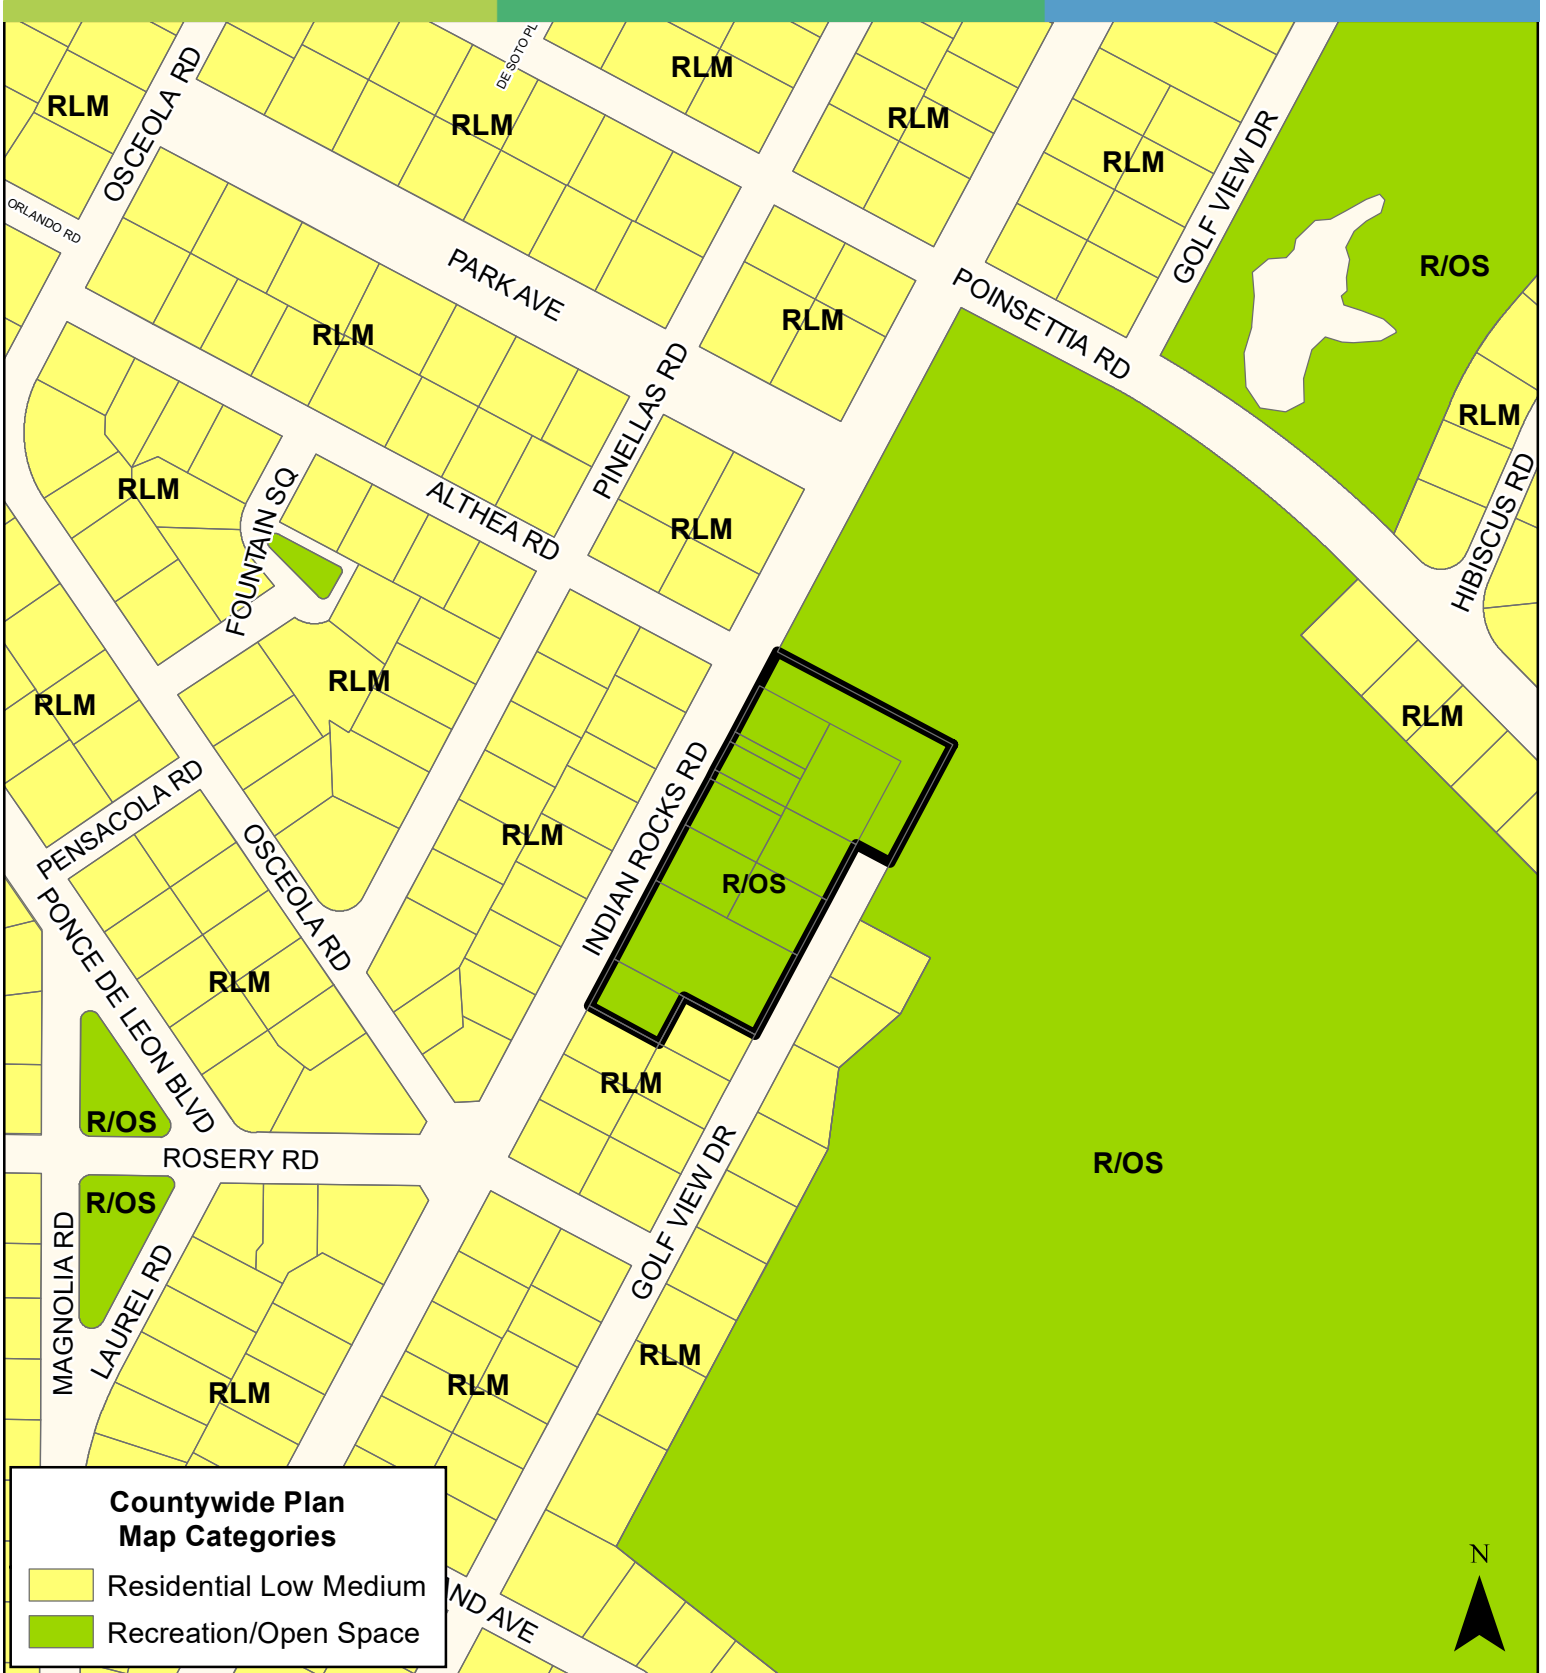 DE SOTO PL
RLM
RLM
OSCEOLA RD
RLM
RLM
RLM
GOLF VIEW DR
ORLANDO RD
PARK AVE
R/OS
POINSETTIA RD
RLM
RLM
PINELLAS RD
RLM
RLM
FOUNTAIN SQ
ALTHEA RD
RLM
HIBISCUS RD
RLM
RLM
RLM
PENSACOLA RD
OSCEOLA RD
RLM
INDIAN ROCKS RD
R/OS
PONCE DE LEON BLVD
RLM
RLM
R/OS
ROSERY RD
R/OS
R/OS
GOLF VIEW DR
MAGNOLIA RD
LAUREL RD
RLM
RLM
RLM
Countywide Plan
Map Categories
Residential Low Medium
Recreation/Open Space
AVE
N